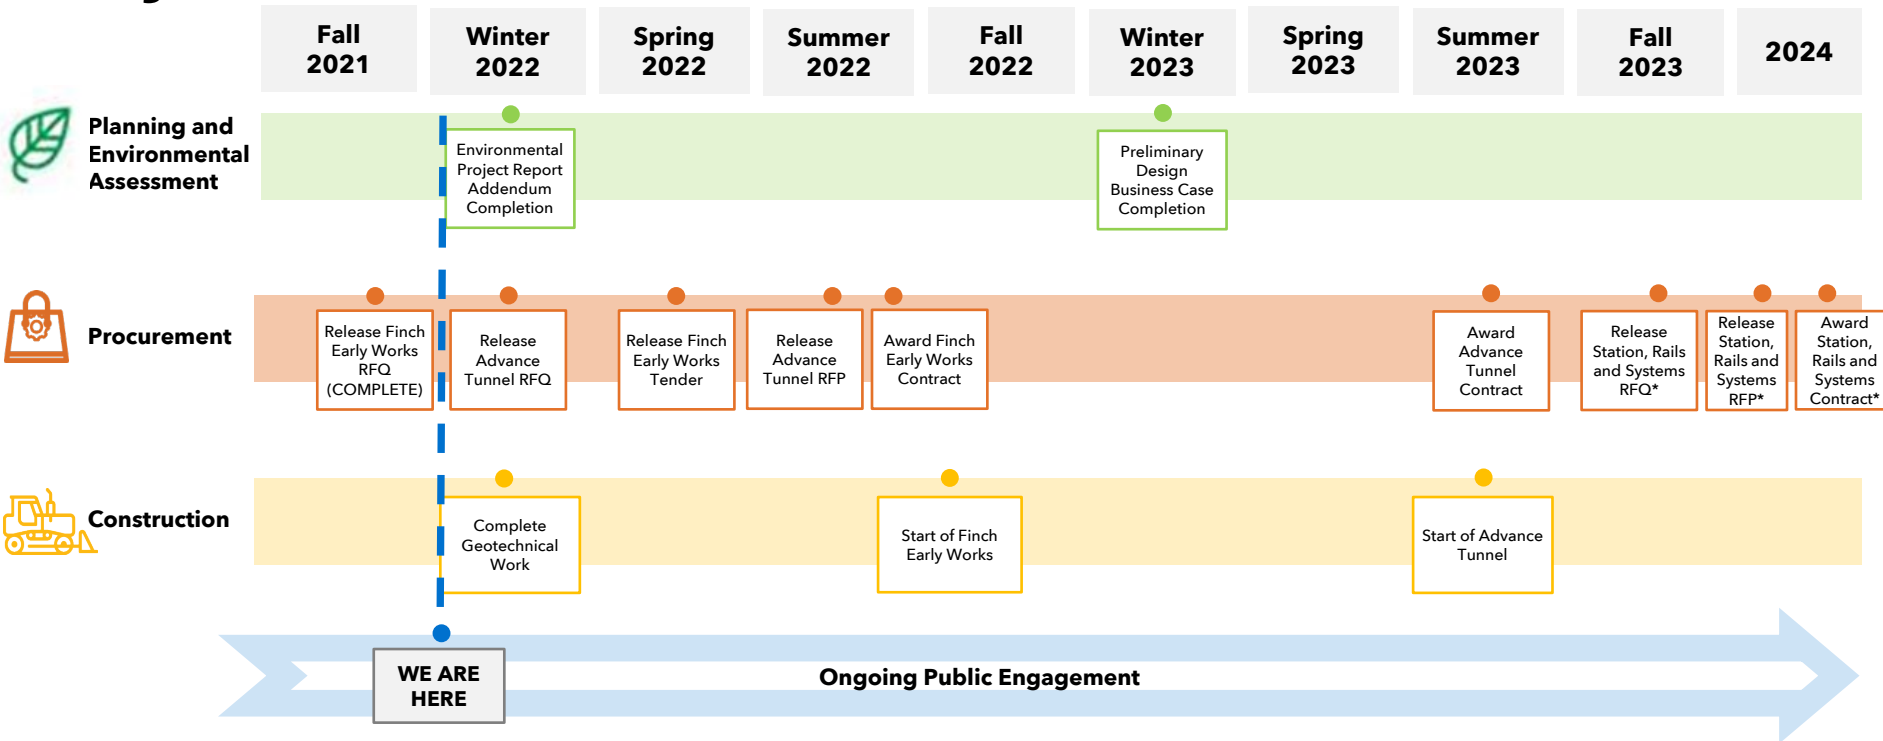 Fall
2021
Winter
2022
Spring
2022
Summer
2022
Fall
2022
Winter
2023
Spring
2023
Summer
2023
Fall
2023
2024
Planning and
Environmental
Assessment
Environmental
Project Report
Addendum
Completion
Preliminary
Design
Business Case
Completion
Procurement
Release Finch
Early Works
RFQ
(COMPLETE)
Release
Advance
Tunnel RFQ
Release Finch
Early Works
Tender
Release
Advance
Tunnel RFP
Award Finch
Early Works
Contract
Award
Advance
Tunnel
Contract
Release
Station, Rails
and Systems
RFQ*
Release
Station,
Rails and
Systems
RFP*
Award
Station,
Rails and
Systems
Contract*
Construction
Complete
Geotechnical
Work
Start of Finch
Early Works
Start of Advance
Tunnel
WE ARE
HERE
Ongoing Public Engagement